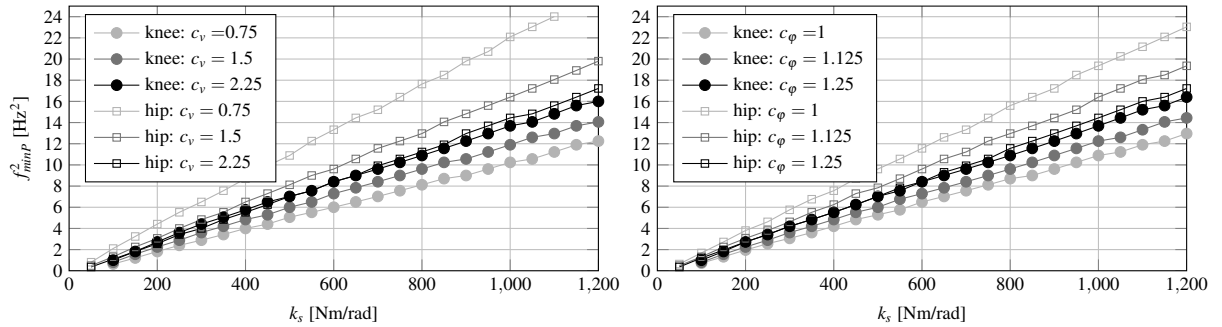 24
22
20
18
16
14
12
10
8
6
4
2
0
f²minP [Hz²]
knee: cᵥ = 0.75
knee: cᵥ = 1.5
knee: cᵥ = 2.25
hip: cᵥ = 0.75
hip: cᵥ = 1.5
hip: cᵥ = 2.25
0 200 400 600 800 1,000 1,200
kₛ [Nm/rad]
24
22
20
18
16
14
12
10
8
6
4
2
0
knee: cᵩ = 1
knee: cᵩ = 1.125
knee: cᵩ = 1.25
hip: cᵩ = 1
hip: cᵩ = 1.125
hip: cᵩ = 1.25
0 200 400 600 800 1,000 1,200
kₛ [Nm/rad]